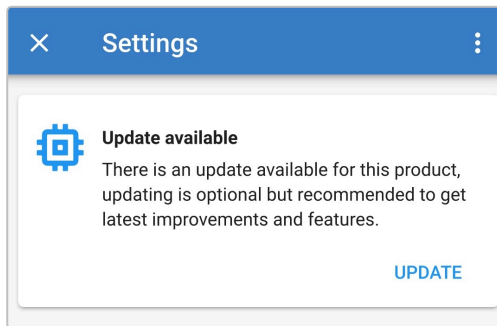 Settings
Update available
There is an update available for this product,
updating is optional but recommended to get
latest improvements and features.
UPDATE